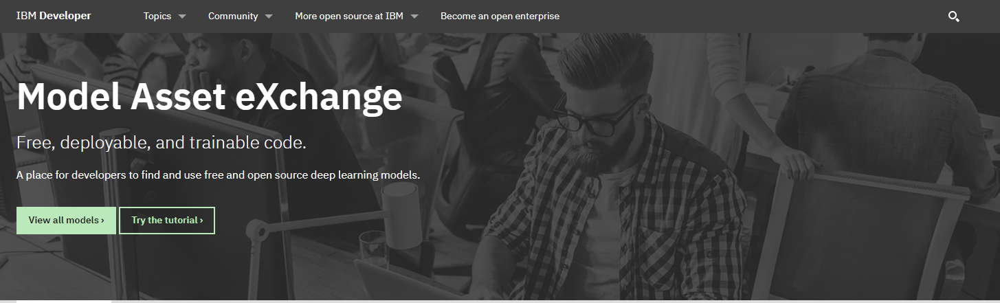 IBM Developer
Topics
Community
More open source at IBM
Become an open enterprise
Model Asset eXchange
Free, deployable, and trainable code.
A place for developers to find and use free and open source deep learning models.
View all models ›
Try the tutorial ›